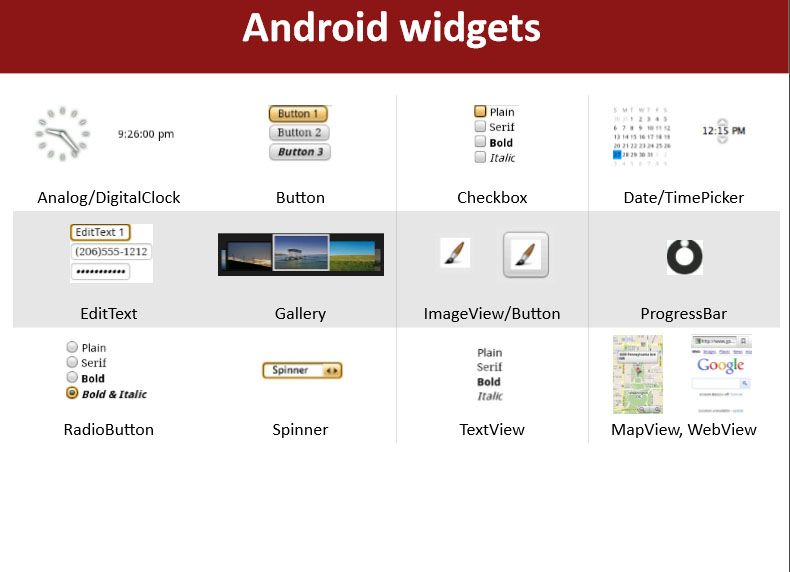 Android widgets
9:26:00 pm
Button 1
Button 2
Button 3
Plain
Serif
Bold
Italic
S M T W T F S
1 2 3 4 5
6 7 8 9 10 11 12
13 14 15 16 17 18 19
20 21 22 23 24 25 26
28 29 30 31
12:15 PM
Analog/DigitalClock
Button
Checkbox
Date/TimePicker
EditText 1
(206)555-1212
•••••••••••
EditText
Gallery
ImageView/Button
ProgressBar
Plain
Serif
Bold
Bold & Italic
Spinner
Plain
Serif
Bold
Italic
Google
RadioButton
Spinner
TextView
MapView, WebView